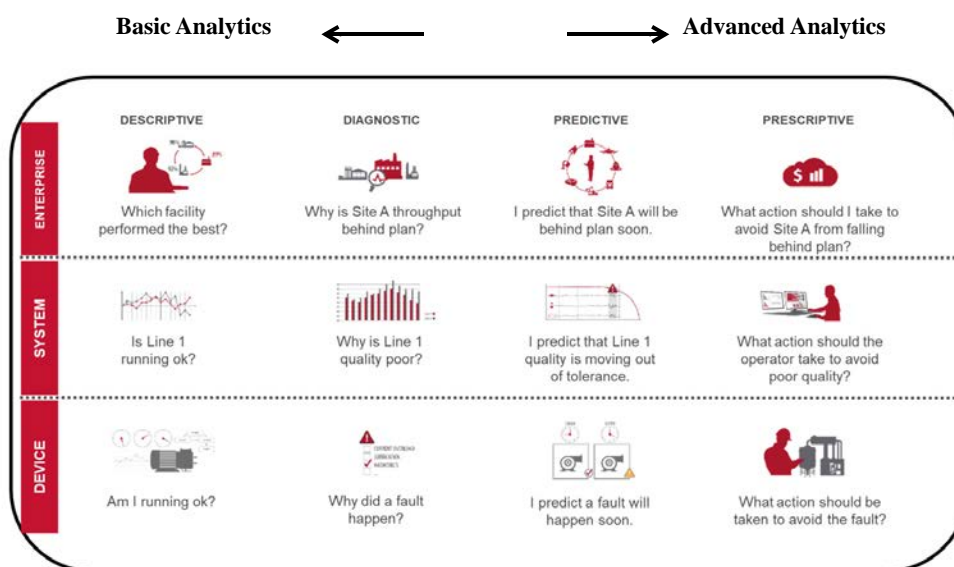 Basic Analytics
Advanced Analytics
DESCRIPTIVE
DIAGNOSTIC
PREDICTIVE
PRESCRIPTIVE
ENTERPRISE
Which facility
performed the best?
Why is Site A throughput
behind plan?
I predict that Site A will be
behind plan soon.
What action should I take to
avoid Site A from falling
behind plan?
SYSTEM
Is Line 1
running ok?
Why is Line 1
quality poor?
I predict that Line 1
quality is moving out
of tolerance.
What action should the
operator take to avoid
poor quality?
DEVICE
Am I running ok?
Why did a fault
happen?
I predict a fault will
happen soon.
What action should be
taken to avoid the fault?